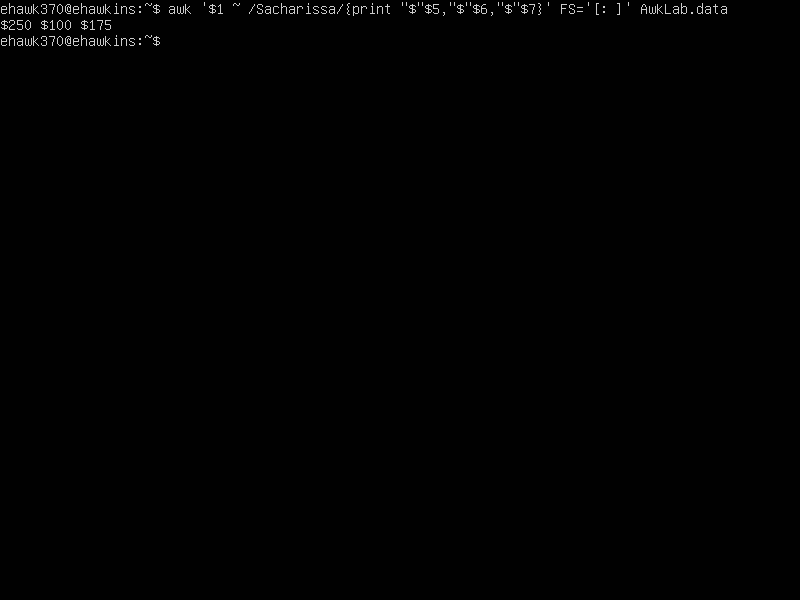 ehawk370@ehawkins:~$ awk '$1 ~ /Sacharissa/{print "$"$5,"$"$6,"$"$7}' FS='[: ]' AwkLab.data
$250 $100 $175
ehawk370@ehawkins:~$